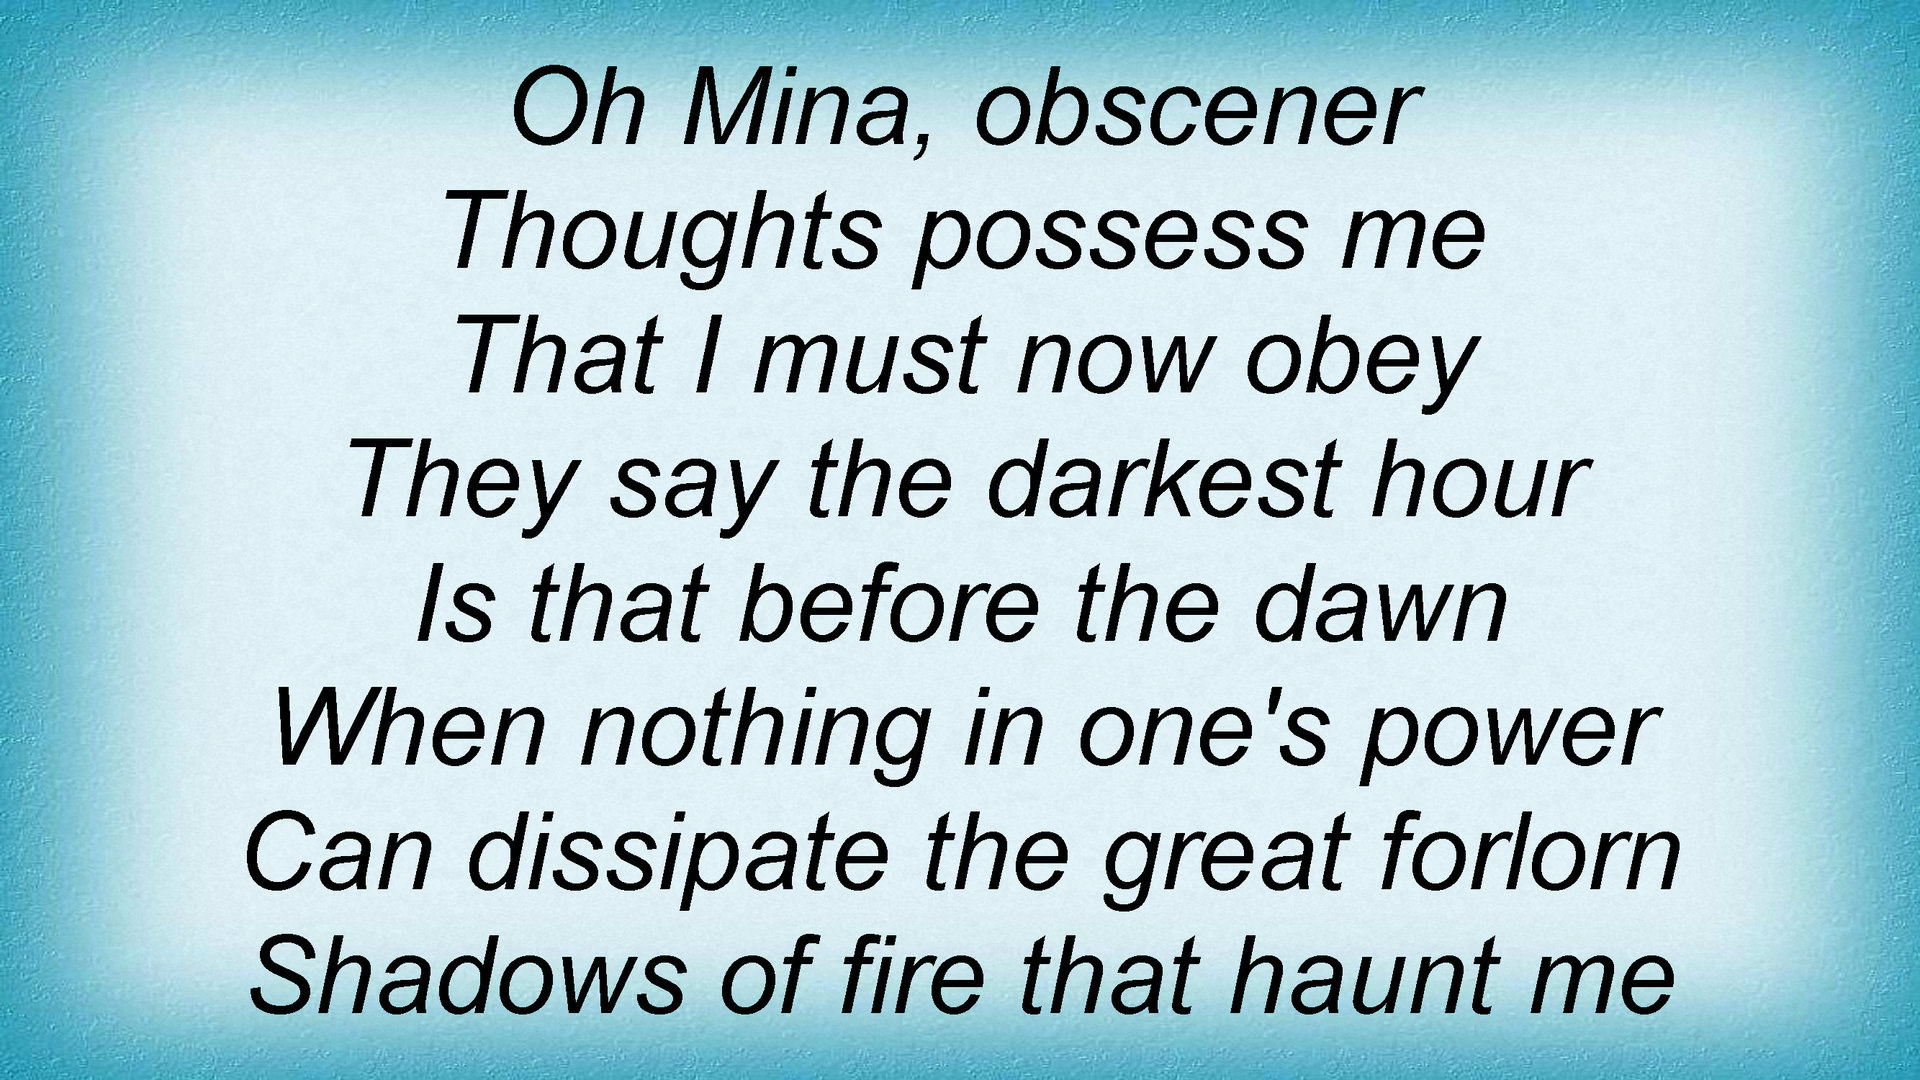 Oh Mina, obscener
Thoughts possess me
That I must now obey
They say the darkest hour
Is that before the dawn
When nothing in one's power
Can dissipate the great forlorn
Shadows of fire that haunt me